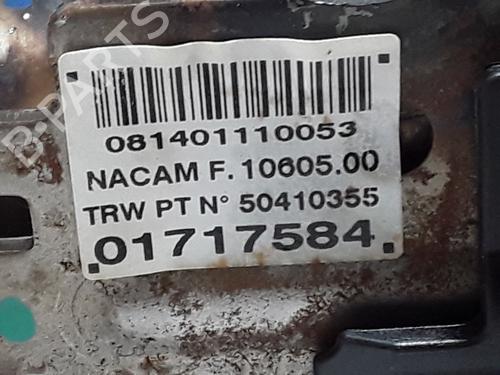 B-PARTS
081401110053
NACAM F. 10605.00
TRW PT N° 50410355
.01717584.